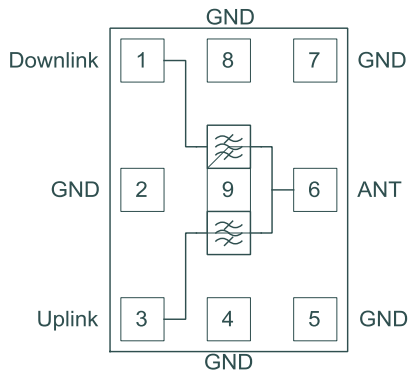 GND
Downlink 1 8 7 GND
GND 2 9 6 ANT
Uplink 3 4 5 GND
GND